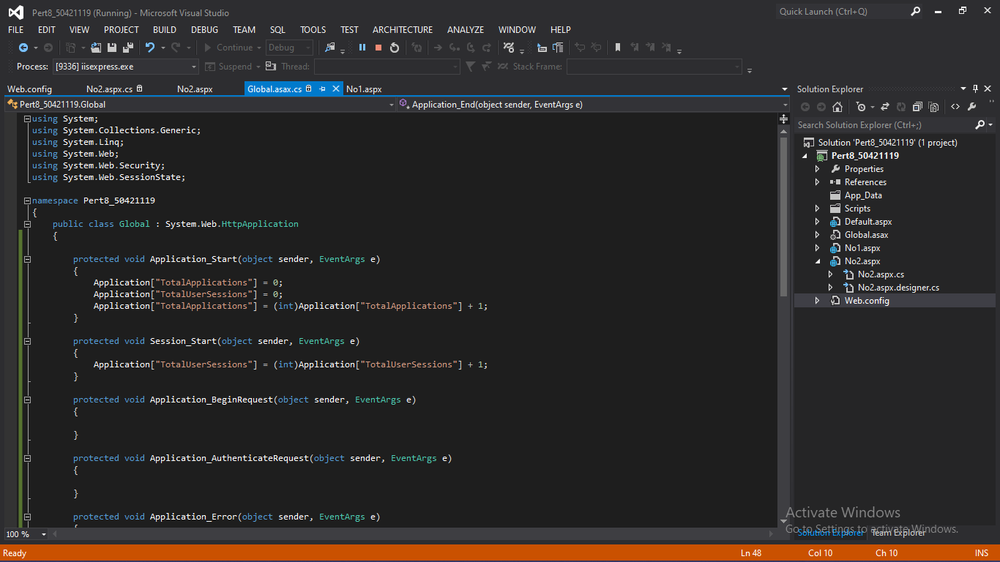 Pert8_50421119 (Running) - Microsoft Visual Studio
Quick Launch (Ctrl+Q)
FILE EDIT VIEW PROJECT BUILD DEBUG TEAM SQL TOOLS TEST ARCHITECTURE ANALYZE WINDOW HELP
Continue Debug
Process: [9336] iisexpress.exe Suspend Thread: Stack Frame:
Web.config No2.aspx.cs No2.aspx Global.asax.cs No1.aspx
Pert8_50421119.Global Application_End(object sender, EventArgs e)
using System;
using System.Collections.Generic;
using System.Linq;
using System.Web;
using System.Web.Security;
using System.Web.SessionState;
namespace Pert8_50421119
{
public class Global : System.Web.HttpApplication
{
protected void Application_Start(object sender, EventArgs e)
{
Application["TotalApplications"] = 0;
Application["TotalUserSessions"] = 0;
Application["TotalApplications"] = (int)Application["TotalApplications"] + 1;
}
protected void Session_Start(object sender, EventArgs e)
{
Application["TotalUserSessions"] = (int)Application["TotalUserSessions"] + 1;
}
protected void Application_BeginRequest(object sender, EventArgs e)
{
}
protected void Application_AuthenticateRequest(object sender, EventArgs e)
{
}
protected void Application_Error(object sender, EventArgs e)
{
100 %
Solution Explorer
Search Solution Explorer (Ctrl+;)
Solution 'Pert8_50421119' (1 project)
Pert8_50421119
Properties
References
App_Data
Scripts
Default.aspx
Global.asax
No1.aspx
No2.aspx
No2.aspx.cs
No2.aspx.designer.cs
Web.config
Activate Windows
Go to Settings to activate Windows.
Solution Explorer Team Explorer
Ready Ln 48 Col 10 Ch 10 INS